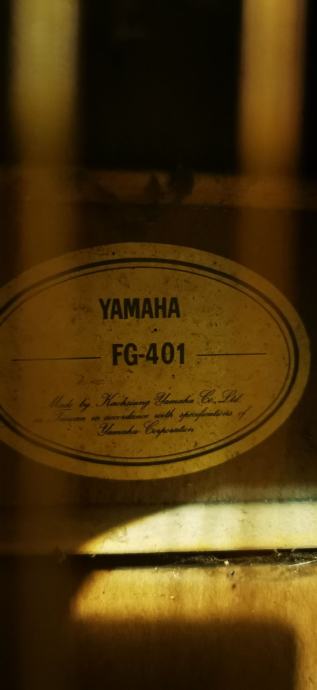 YAMAHA
FG-401
Made by Kaohsiung Yamaha Co., Ltd.
in Taiwan in accordance with specifications of
Yamaha Corporation